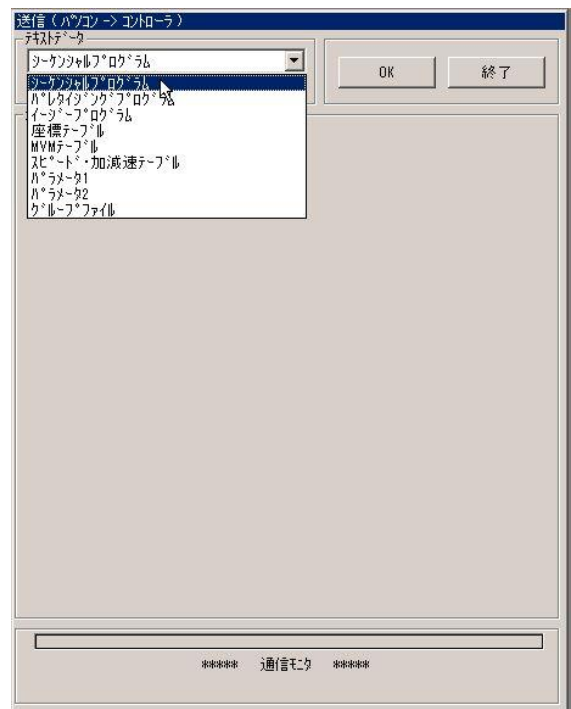 送信（ﾊﾟｿｺﾝ -> ｺﾝﾄﾛｰﾗ）
ﾃｷｽﾄﾃﾞｰﾀ
ｼｰｹﾝｼｬﾙﾌﾟﾛｸﾞﾗﾑ
OK
終了
ｼｰｹﾝｼｬﾙﾌﾟﾛｸﾞﾗﾑ
ﾊﾟﾚﾀｲｼﾞﾝｸﾞﾌﾟﾛｸﾞﾗﾑ
ｲｰｼﾞｰﾌﾟﾛｸﾞﾗﾑ
座標ﾃｰﾌﾞﾙ
MVMﾃｰﾌﾞﾙ
ｽﾋﾟｰﾄﾞ・加減速ﾃｰﾌﾞﾙ
ﾊﾟﾗﾒｰﾀ1
ﾊﾟﾗﾒｰﾀ2
ｸﾞﾙｰﾌﾟﾌｧｲﾙ
***** 通信ﾓﾆﾀ *****